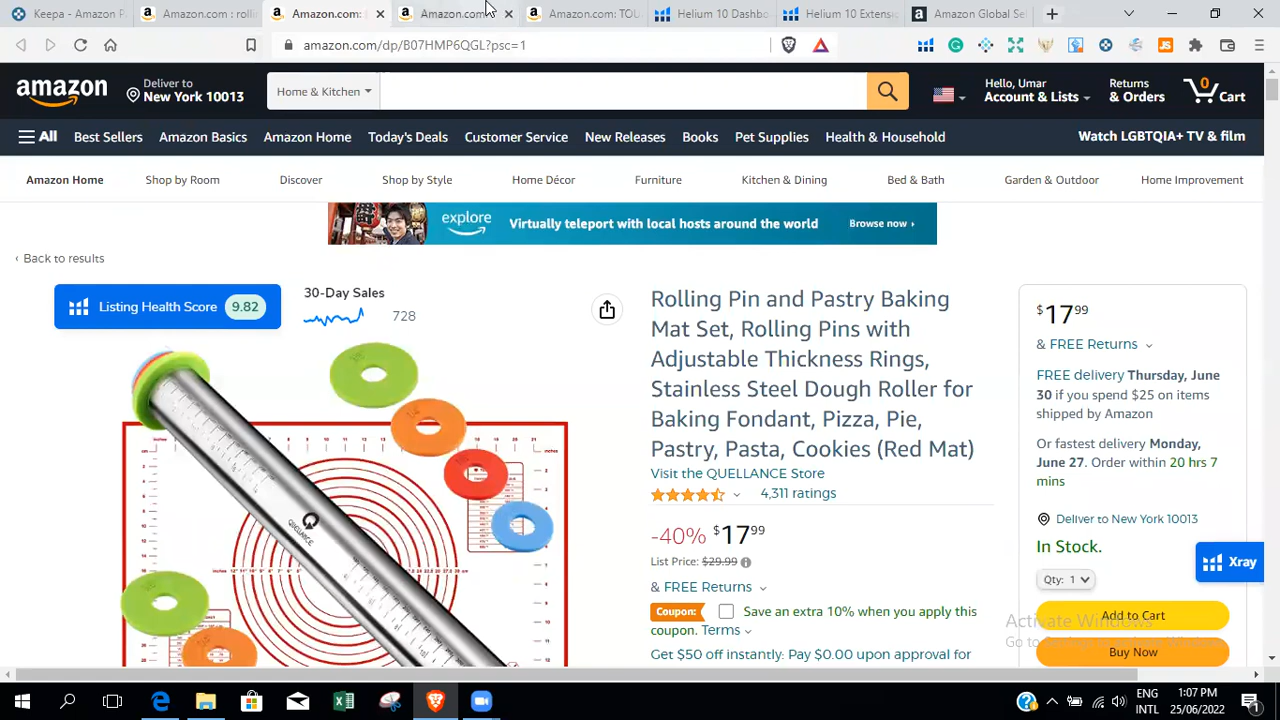 Keepa - Amazon P
Amazon.com : rollin
Amazon.com:
Amazon.com
Amazon.com: TOU
Helium 10 Dashbo
Helium 10 Extensi
Amazon Global Sel
amazon.com/dp/B07HMP6QGL?psc=1
amazon
Deliver to
New York 10013
Home & Kitchen
Hello, Umar
Account & Lists
Returns
& Orders
0
Cart
All
Best Sellers
Amazon Basics
Amazon Home
Today's Deals
Customer Service
New Releases
Books
Pet Supplies
Health & Household
Watch LGBTQIA+ TV & film
Amazon Home
Shop by Room
Discover
Shop by Style
Home Décor
Furniture
Kitchen & Dining
Bed & Bath
Garden & Outdoor
Home Improvement
explore
Virtually teleport with local hosts around the world
Browse now ›
‹ Back to results
Listing Health Score 9.82
30-Day Sales
728
QUELLANCE
Rolling Pin and Pastry Baking
Mat Set, Rolling Pins with
Adjustable Thickness Rings,
Stainless Steel Dough Roller for
Baking Fondant, Pizza, Pie,
Pastry, Pasta, Cookies (Red Mat)
Visit the QUELLANCE Store
4,311 ratings
-40% $17 99
List Price: $29.99
& FREE Returns
Coupon:
Save an extra 10% when you apply this
coupon. Terms
Get $50 off instantly: Pay $0.00 upon approval for
$17 99
& FREE Returns
FREE delivery Thursday, June
30 if you spend $25 on items
shipped by Amazon
Or fastest delivery Monday,
June 27. Order within 20 hrs 7
mins
Deliver to New York 10013
In Stock.
Xray
Qty: 1
Add to Cart
Buy Now
Activate Windows
ENG
INTL
1:07 PM
25/06/2022
1